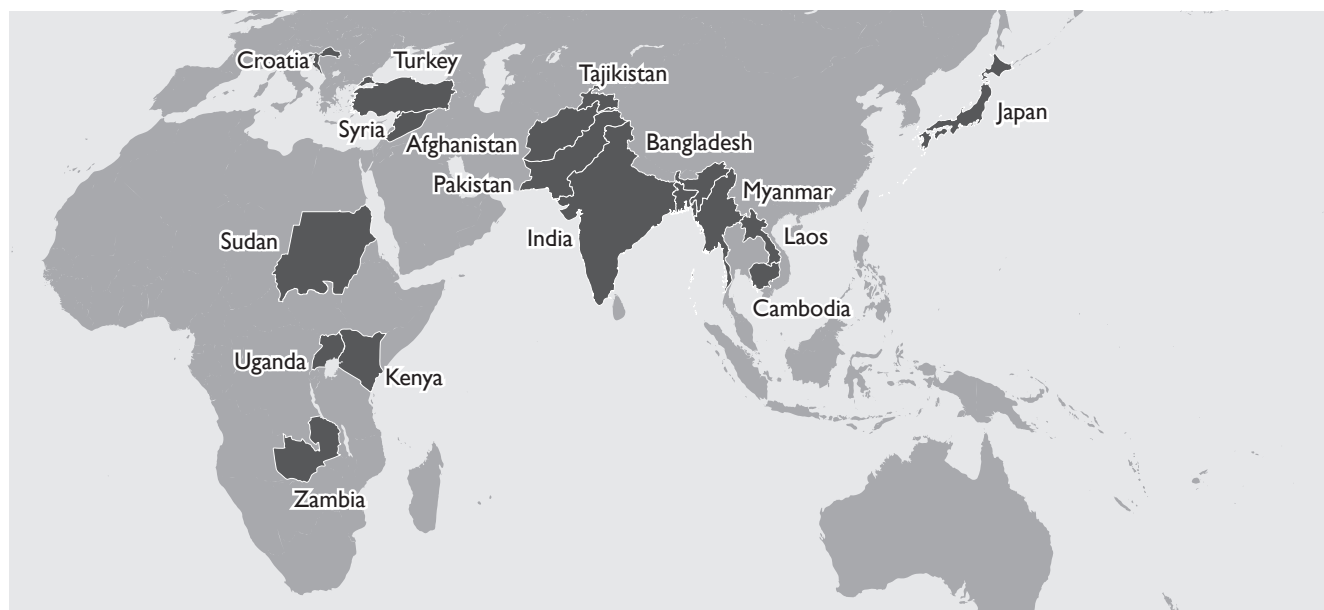 Croatia
Turkey
Tajikistan
Japan
Syria
Afghanistan
Bangladesh
Pakistan
Myanmar
Sudan
India
Laos
Cambodia
Uganda
Kenya
Zambia